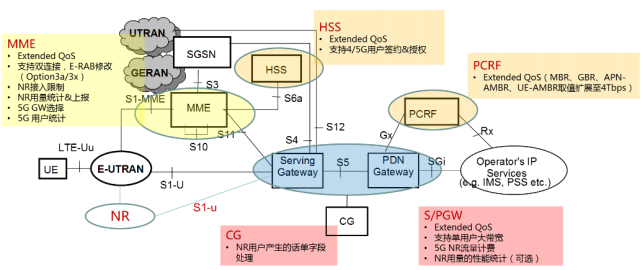 MME
• Extended QoS
• 支持双连接，E-RAB修改
（Option3a/3x）
• NR接入限制
• NR用量统计&上报
• 5G GW选择
• 5G 用户统计
UTRAN
SGSN
GERAN
HSS
• Extended QoS
• 支持4/5G用户签约&授权
PCRF
• Extended QoS（MBR、GBR、APN-
AMBR、UE-AMBR取值扩展至4Tbps）
S3
HSS
S1-MME
MME
S6a
PCRF
S10
S11
S4
S12
Gx
Rx
LTE-Uu
UE
E-UTRAN
S1-U
Serving
Gateway
S5
PDN
Gateway
SGi
Operator's IP
Services
(e.g. IMS, PSS etc.)
NR
S1-u
CG
CG
• NR用户产生的话单字段
处理
S/PGW
• Extended QoS
• 支持单用户大带宽
• 5G NR流量计费
• NR用量的性能统计（可选）